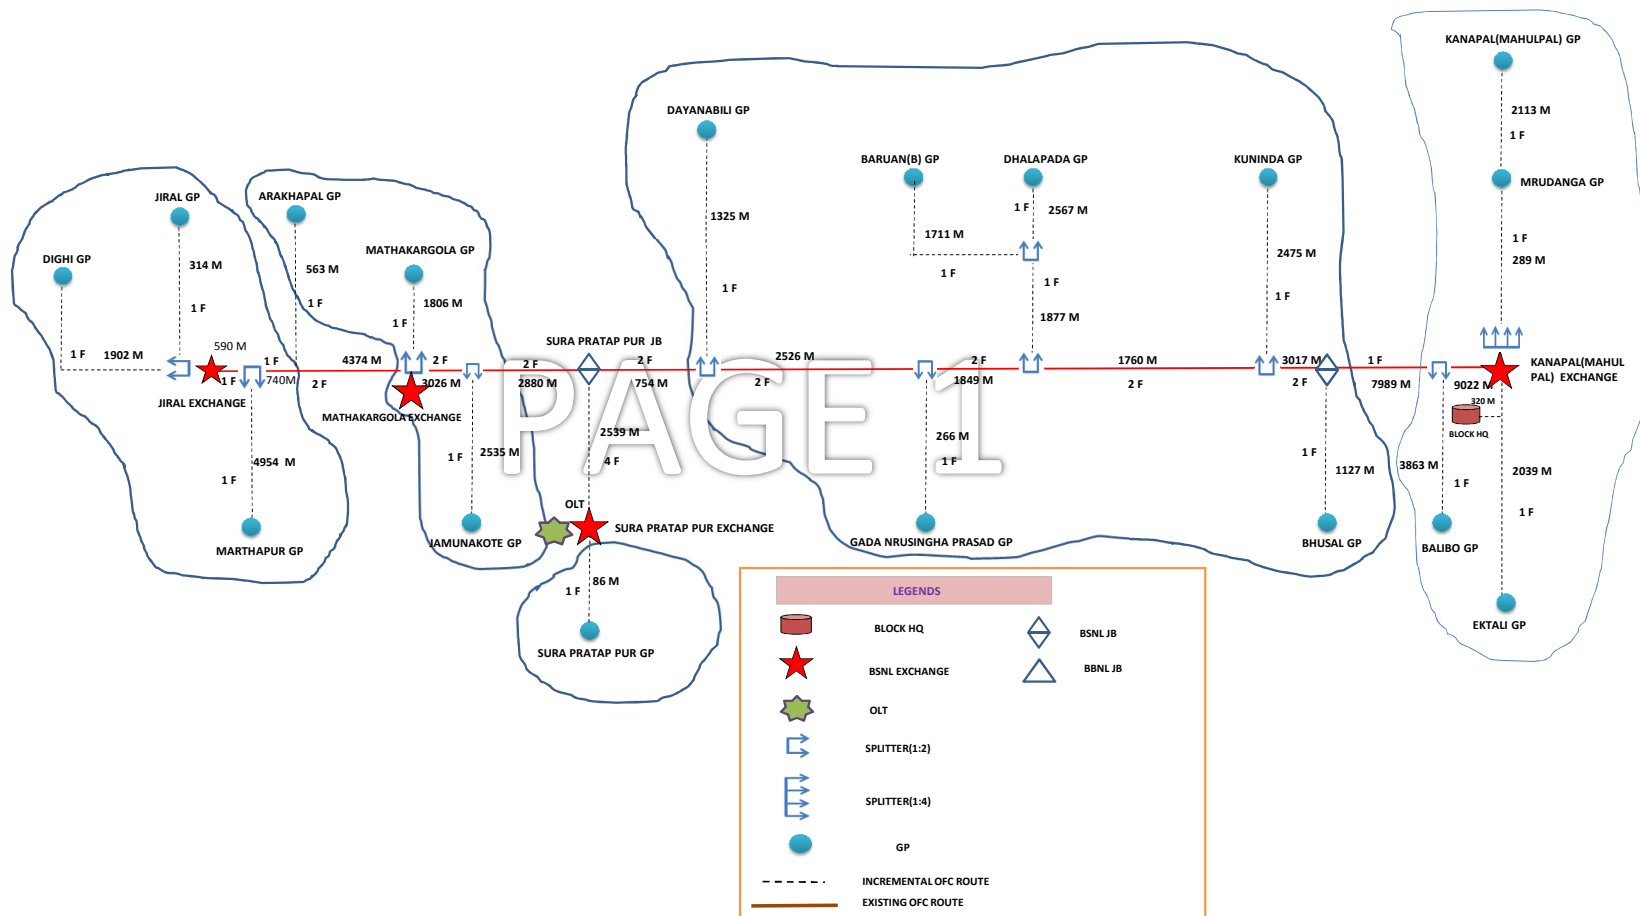 KANAPAL(MAHULPAL) GP
2113 M
1 F
MRUDANGA GP
1 F
289 M
DAYANABILI GP
1325 M
1 F
BARUAN(B) GP
DHALAPADA GP
1 F
2567 M
1711 M
1 F
1 F
1877 M
KUNINDA GP
2475 M
1 F
JIRAL GP
314 M
1 F
ARAKHAPAL GP
563 M
1 F
MATHAKARGOLA GP
1806 M
1 F
DIGHI GP
1 F
1902 M
590 M
1 F
1 F
740M
2 F
4374 M
2 F
3026 M
2 F
2880 M
SURA PRATAP PUR JB
2 F
754 M
2526 M
2 F
2 F
1849 M
1760 M
2 F
3017 M
2 F
1 F
7989 M
9022 M
KANAPAL(MAHUL
PAL) EXCHANGE
320 M
BLOCK HQ
JIRAL EXCHANGE
MATHAKARGOLA EXCHANGE
PAGE 1
4954 M
1 F
MARTHAPUR GP
1 F
2535 M
JAMUNAKOTE GP
2539 M
4 F
OLT
SURA PRATAP PUR EXCHANGE
1 F
86 M
SURA PRATAP PUR GP
266 M
1 F
GADA NRUSINGHA PRASAD GP
1 F
1127 M
BHUSAL GP
3863 M
1 F
BALIBO GP
2039 M
1 F
EKTALI GP
LEGENDS
BLOCK HQ
BSNL JB
BSNL EXCHANGE
BBNL JB
OLT
SPLITTER(1:2)
SPLITTER(1:4)
GP
INCREMENTAL OFC ROUTE
EXISTING OFC ROUTE